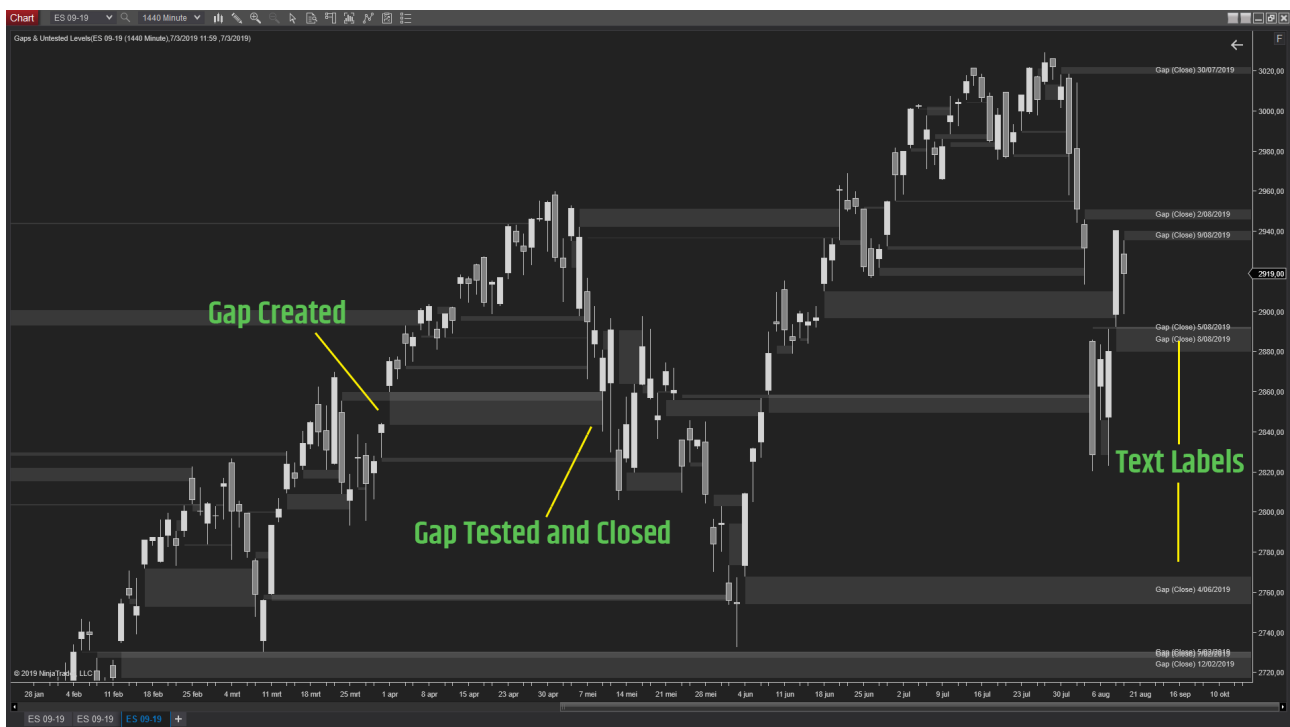 Chart ES 09-19 1440 Minute
Gaps & Untested Levels(ES 09-19 (1440 Minute),7/3/2019 11:59 ,7/3/2019)
F
Gap (Close) 30/07/2019
3020,00
3000,00
2980,00
2960,00
Gap (Close) 2/08/2019
2940,00
Gap (Close) 9/08/2019
2919,00
Gap Created
2900,00
Gap (Close) 5/08/2019
Gap (Close) 8/08/2019
2880,00
2860,00
2840,00
Text Labels
2820,00
Gap Tested and Closed
2800,00
2780,00
Gap (Close) 4/06/2019
2760,00
2740,00
Gap (Close) 12/02/2019
2720,00
© 2019 NinjaTrader, LLC
28 jan 4 feb 11 feb 18 feb 25 feb 4 mrt 11 mrt 18 mrt 25 mrt 1 apr 8 apr 15 apr 23 apr 30 apr 7 mei 14 mei 21 mei 28 mei 4 jun 11 jun 18 jun 25 jun 2 jul 9 jul 16 jul 23 jul 30 jul 6 aug 21 aug 16 sep 10 okt
ES 09-19 ES 09-19 ES 09-19 +